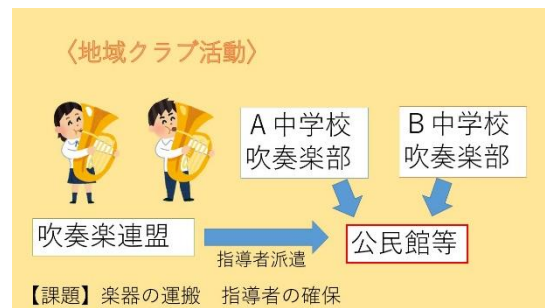 〈地域クラブ活動〉
A中学校
吹奏楽部
B中学校
吹奏楽部
吹奏楽連盟
指導者派遣
公民館等
【課題】楽器の運搬　指導者の確保